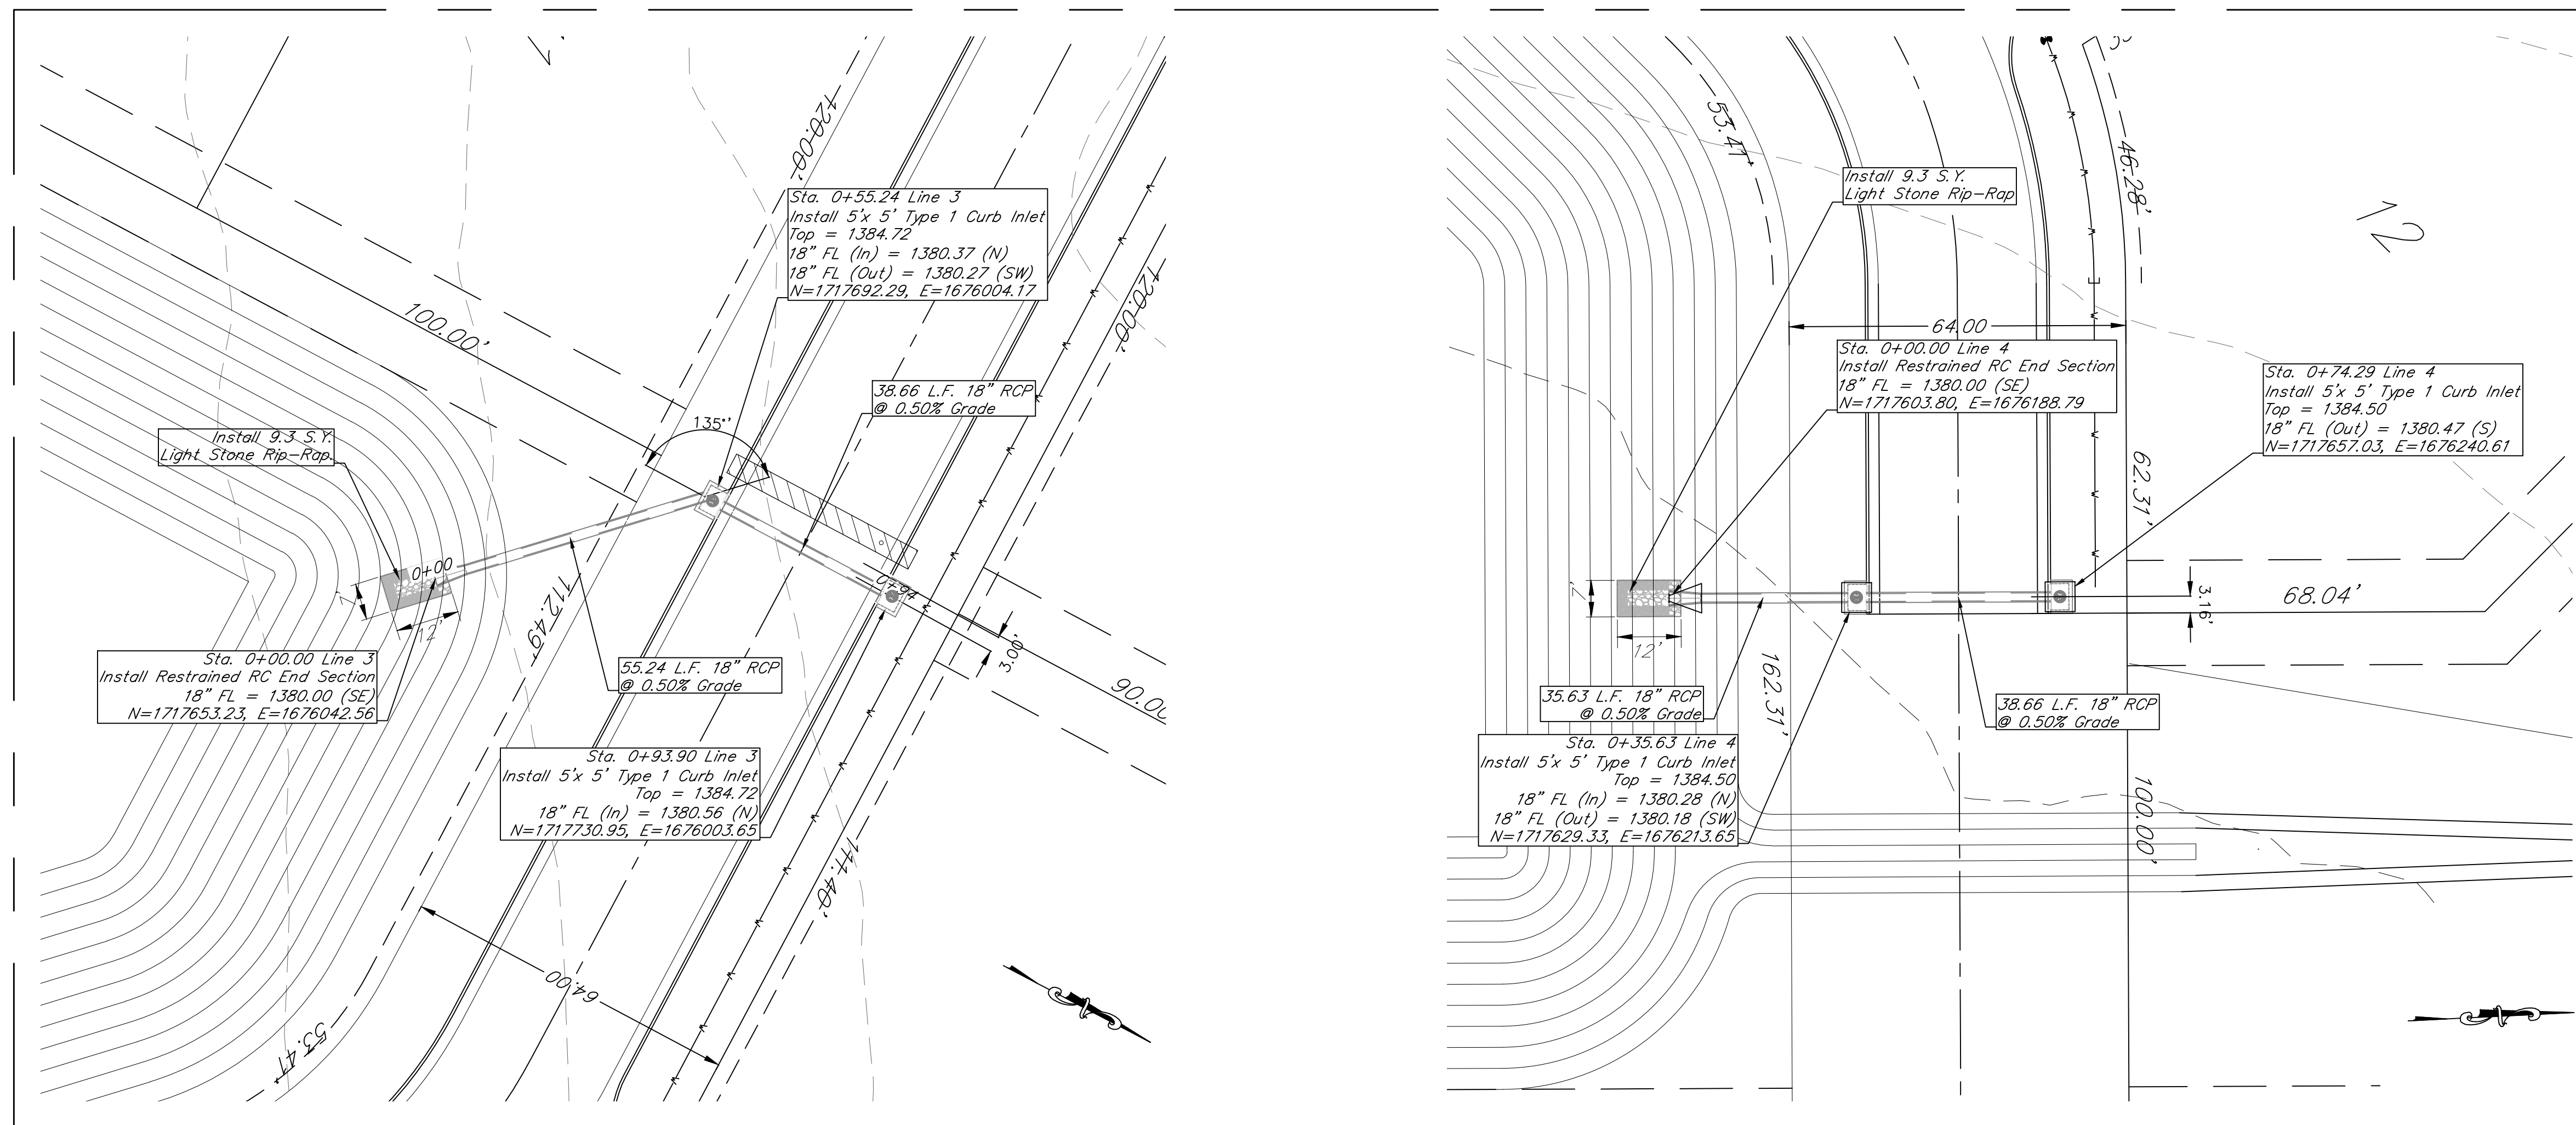 120.00'
Sta. 0+55.24 Line 3
Install 5'x 5' Type 1 Curb Inlet
Top = 1384.72
18" FL (In) = 1380.37 (N)
18" FL (Out) = 1380.27 (SW)
N=1717692.29, E=1676004.17
120.00'
100.00'
38.66 L.F. 18" RCP
@ 0.50% Grade
135°'
Install 9.3 S.Y.
Light Stone Rip-Rap.
0+00
7'
12'
0+94
3.00'
112.49'
90.00
Sta. 0+00.00 Line 3
Install Restrained RC End Section
18" FL = 1380.00 (SE)
N=1717653.23, E=1676042.56
55.24 L.F. 18" RCP
@ 0.50% Grade
Sta. 0+93.90 Line 3
Install 5'x 5' Type 1 Curb Inlet
Top = 1384.72
18" FL (In) = 1380.56 (N)
N=1717730.95, E=1676003.65
111.40'
64.00
53.47'
53.47'
46.28'
Install 9.3 S.Y.
Light Stone Rip-Rap
12
64.00
Sta. 0+00.00 Line 4
Install Restrained RC End Section
18" FL = 1380.00 (SE)
N=1717603.80, E=1676188.79
Sta. 0+74.29 Line 4
Install 5'x 5' Type 1 Curb Inlet
Top = 1384.50
18" FL (Out) = 1380.47 (S)
N=1717657.03, E=1676240.61
62.31'
7'
12'
3.16'
68.04'
162.31'
35.63 L.F. 18" RCP
@ 0.50% Grade
38.66 L.F. 18" RCP
@ 0.50% Grade
Sta. 0+35.63 Line 4
Install 5'x 5' Type 1 Curb Inlet
Top = 1384.50
18" FL (In) = 1380.28 (N)
18" FL (Out) = 1380.18 (SW)
N=1717629.33, E=1676213.65
100.00'